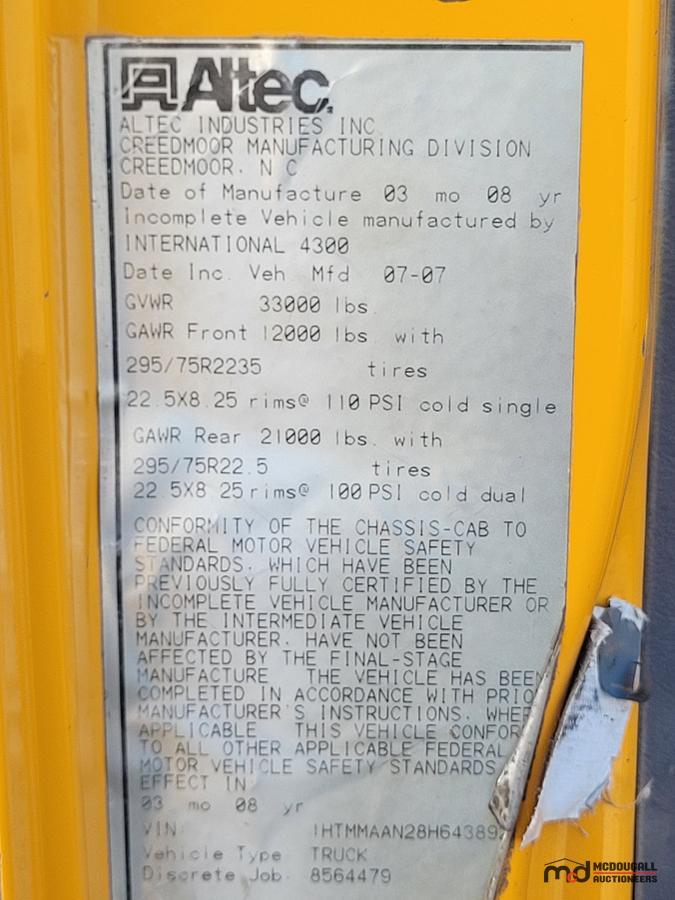 Altec.
ALTEC INDUSTRIES INC
CREEDMOOR MANUFACTURING DIVISION
CREEDMOOR. N C
Date of Manufacture 03 mo 08 yr
Incomplete Vehicle manufactured by
INTERNATIONAL 4300
Date Inc. Veh. Mfd 07-07
GVWR 33000 lbs.
GAWR Front 12000 lbs. with
295/75R2235 tires
22.5X8.25 rims@ 110 PSI cold single
GAWR Rear 21000 lbs. with
295/75R22.5 tires
22.5X8.25 rims@ 100 PSI cold dual
CONFORMITY OF THE CHASSIS-CAB TO
FEDERAL MOTOR VEHICLE SAFETY
STANDARDS. WHICH HAVE BEEN
PREVIOUSLY FULLY CERTIFIED BY THE
INCOMPLETE VEHICLE MANUFACTURER OR
BY THE INTERMEDIATE VEHICLE
MANUFACTURER. HAVE NOT BEEN
AFFECTED BY THE FINAL-STAGE
MANUFACTURE THE VEHICLE HAS BEEN
COMPLETED IN ACCORDANCE WITH PRIO
MANUFACTURER'S INSTRUCTIONS. WHER
APPLICABLE THIS VEHICLE CONFOR
TO ALL OTHER APPLICABLE FEDERAL
MOTOR VEHICLE SAFETY STANDARDS
EFFECT IN
03 mo 08 yr
VIN 1HTMMAAN28H64389
Vehicle Type TRUCK
Discrete Job. 8564479
md MCDOUGALL
AUCTIONEERS